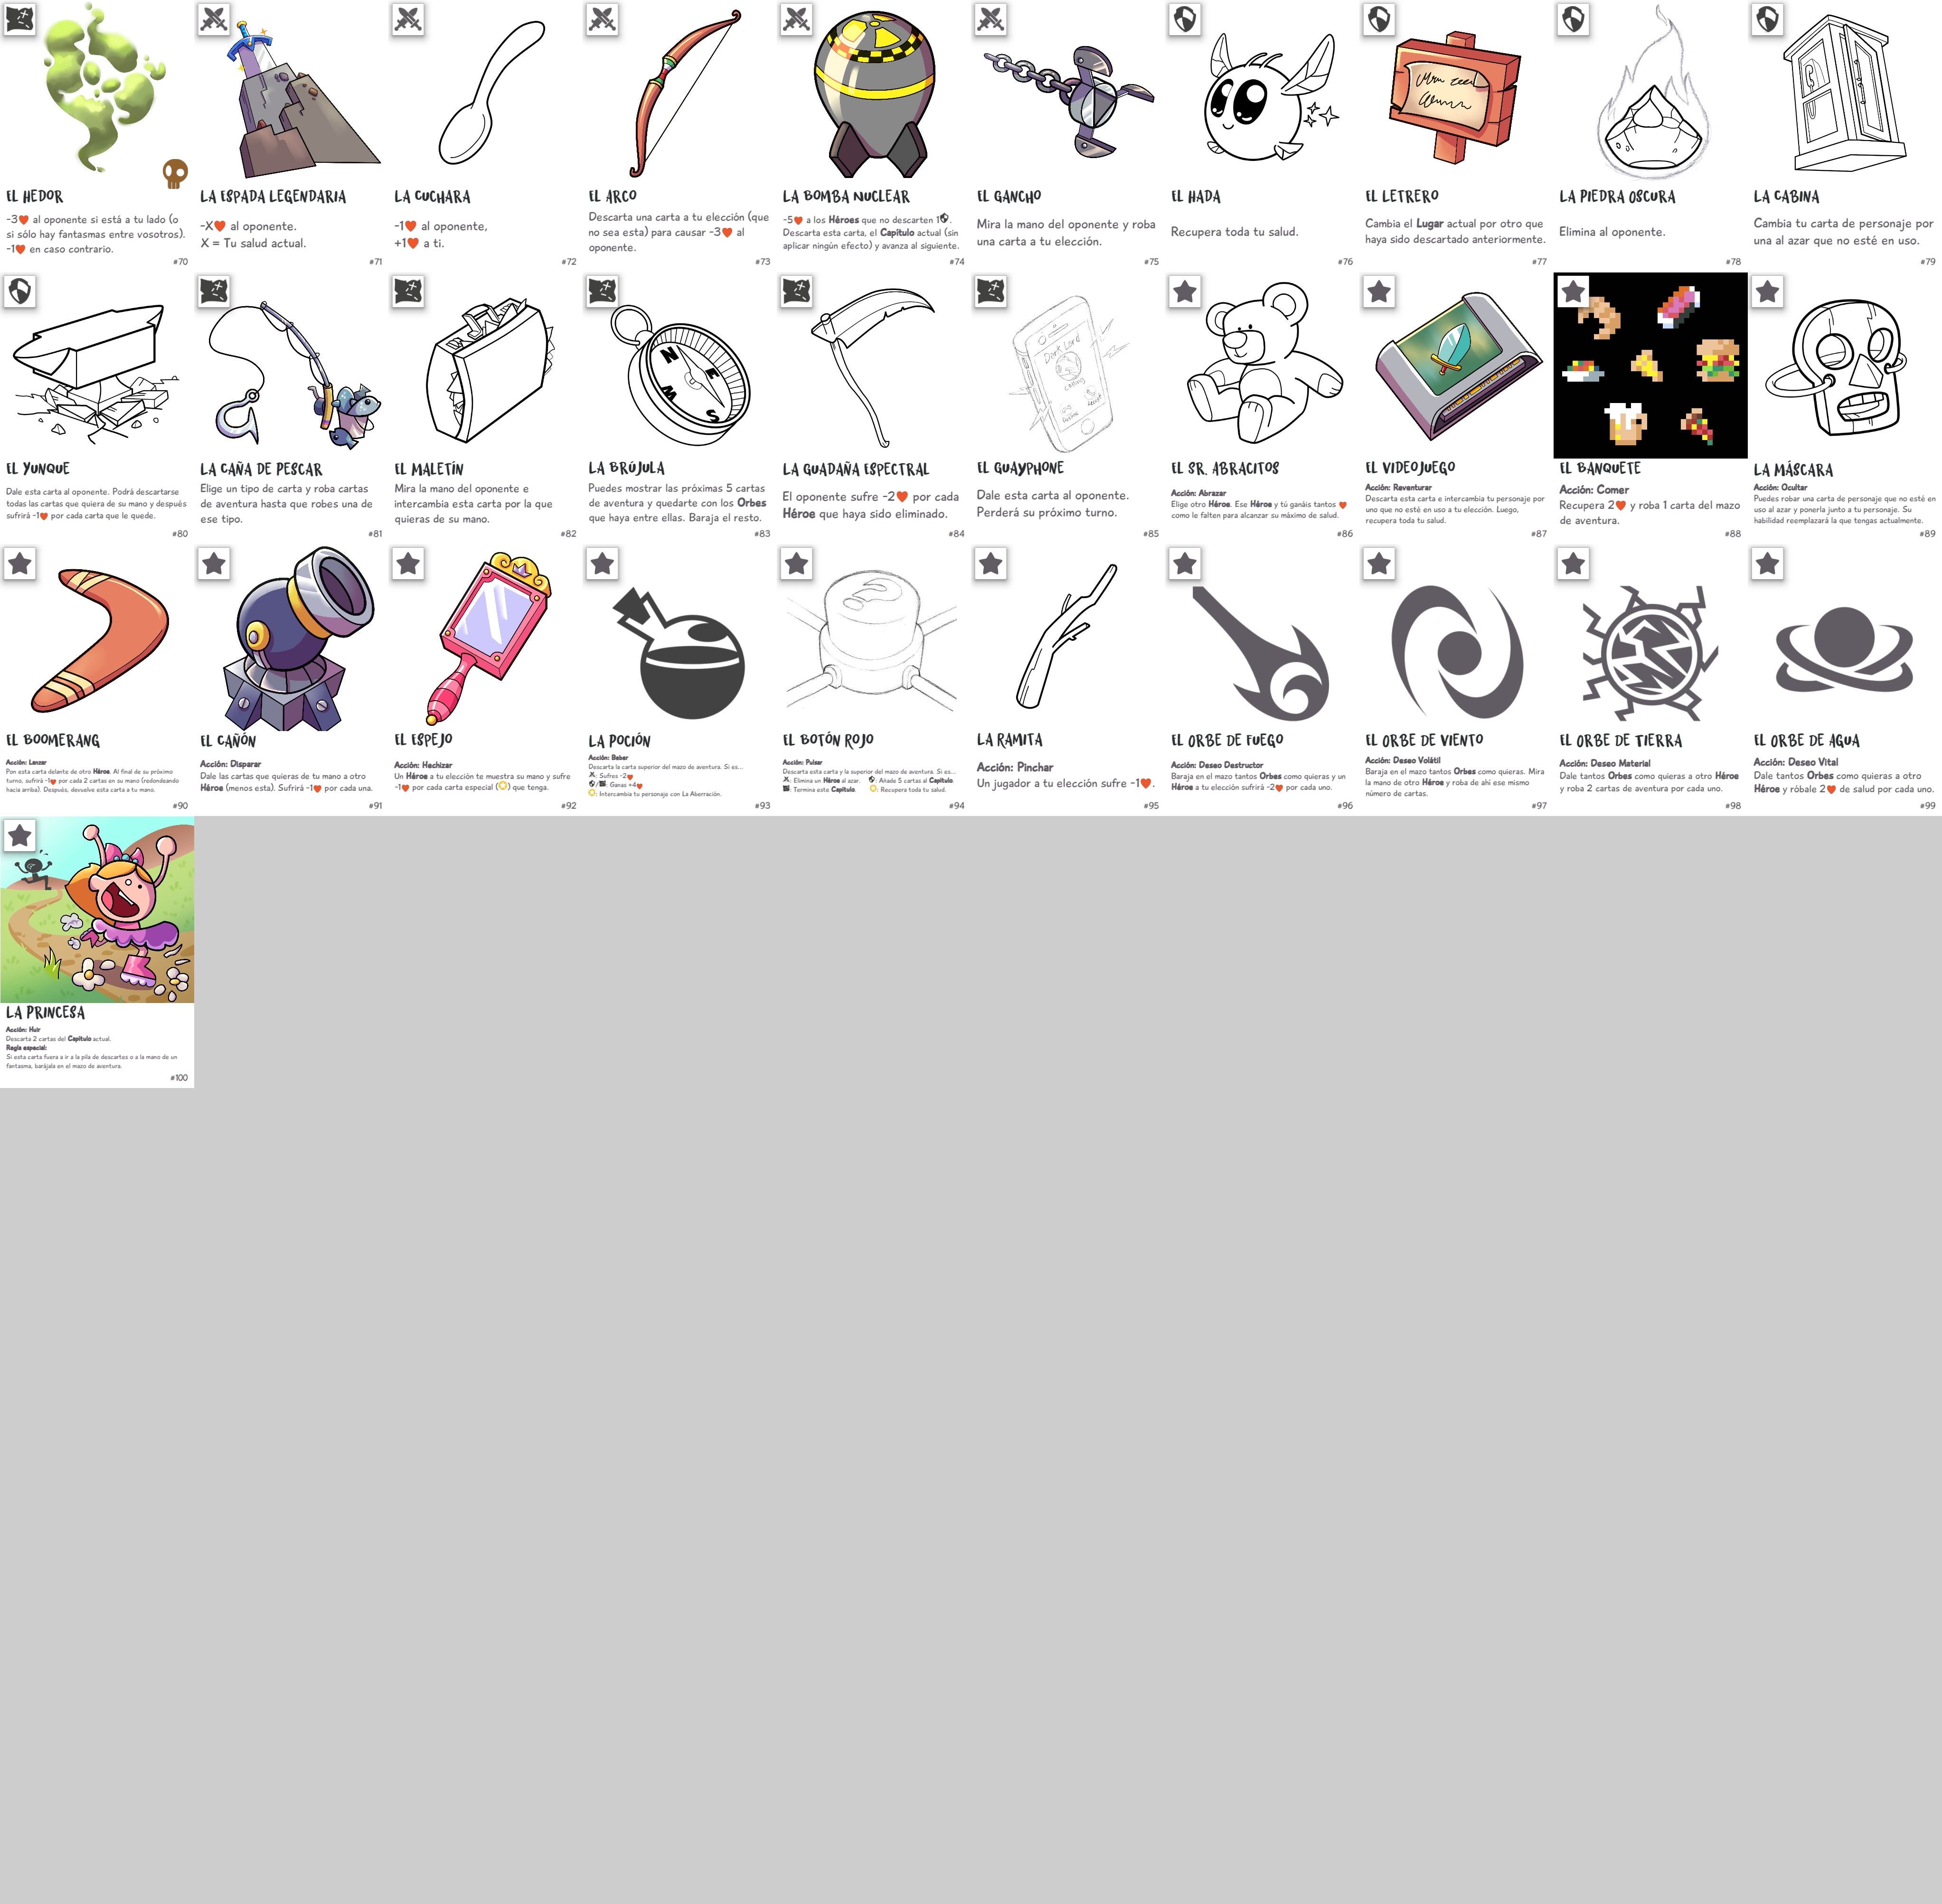 EL HEDOR
-3 al oponente si está a tu lado (o
si sólo hay fantasmas entre vosotros).
-1 en caso contrario.
#70
LA ESPADA LEGENDARIA
-X al oponente.
X = Tu salud actual.
#71
LA CUCHARA
-1 al oponente,
+1 a ti.
#72
EL ARCO
Descarta una carta a tu elección (que
no sea esta) para causar -3 al
oponente.
#73
LA BOMBA NUCLEAR
-5 a los Héroes que no descarten 1.
Descarta esta carta, el Capítulo actual (sin
aplicar ningún efecto) y avanza al siguiente.
#74
EL GANCHO
Mira la mano del oponente y roba
una carta a tu elección.
#75
EL HADA
Recupera toda tu salud.
#76
EL LETRERO
Cambia el Lugar actual por otro que
haya sido descartado anteriormente.
#77
LA PIEDRA OSCURA
Elimina al oponente.
#78
LA CABINA
Cambia tu carta de personaje por
una al azar que no esté en uso.
#79
EL YUNQUE
Dale esta carta al oponente. Podrá descartarse
todas las cartas que quiera de su mano y después
sufrirá -1 por cada carta que le quede.
#80
LA CAÑA DE PESCAR
Elige un tipo de carta y roba cartas
de aventura hasta que robes una de
ese tipo.
#81
EL MALETÍN
Mira la mano del oponente e
intercambia esta carta por la que
quieras de su mano.
#82
N
E
W
S
LA BRÚJULA
Puedes mostrar las próximas 5 cartas
de aventura y quedarte con los Orbes
que haya entre ellas. Baraja el resto.
#83
LA GUADAÑA ESPECTRAL
El oponente sufre -2 por cada
Héroe que haya sido eliminado.
#84
Dark Lord
calling
EL GUAYPHONE
Dale esta carta al oponente.
Perderá su próximo turno.
#85
EL SR. ABRACITOS
Acción: Abrazar
Elige otro Héroe. Ese Héroe y tú ganáis tantos
como le falten para alcanzar su máximo de salud.
#86
EL VIDEOJUEGO
Acción: Reventurar
Descarta esta carta e intercambia tu personaje por
uno que no esté en uso a tu elección. Luego,
recupera toda tu salud.
#87
EL BANQUETE
Acción: Comer
Recupera 2 y roba 1 carta del mazo
de aventura.
#88
LA MÁSCARA
Acción: Ocultar
Puedes robar una carta de personaje que no esté en
uso al azar y ponerla junto a tu personaje. Su
habilidad reemplazará la que tengas actualmente.
#89
EL BOOMERANG
Acción: Lanzar
Pon esta carta delante de otro Héroe. Al final de su próximo
turno, sufrirá -1 por cada 2 cartas en su mano (redondeando
hacia arriba). Después, devuelve esta carta a tu mano.
#90
EL CAÑÓN
Acción: Disparar
Dale las cartas que quieras de tu mano a otro
Héroe (menos esta). Sufrirá -1 por cada una.
#91
EL ESPEJO
Acción: Hechizar
Un Héroe a tu elección te muestra su mano y sufre
-1 por cada carta especial () que tenga.
#92
LA POCIÓN
Acción: Beber
Descarta la carta superior del mazo de aventura. Si es...
: Sufres -2
/: Ganas +4
: Intercambia tu personaje con La Aberración.
#93
EL BOTÓN ROJO
Acción: Pulsar
Descarta esta carta y la superior del mazo de aventura. Si es...
: Elimina un Héroe al azar. : Añade 5 cartas al Capítulo.
: Termina este Capítulo. : Recupera toda tu salud.
#94
LA RAMITA
Acción: Pinchar
Un jugador a tu elección sufre -1.
#95
EL ORBE DE FUEGO
Acción: Deseo Destructor
Baraja en el mazo tantos Orbes como quieras y un
Héroe a tu elección sufrirá -2 por cada uno.
#96
EL ORBE DE VIENTO
Acción: Deseo Volátil
Baraja en el mazo tantos Orbes como quieras. Mira
la mano de otro Héroe y roba de ahí ese mismo
número de cartas.
#97
EL ORBE DE TIERRA
Acción: Deseo Material
Dale tantos Orbes como quieras a otro Héroe
y roba 2 cartas de aventura por cada uno.
#98
EL ORBE DE AGUA
Acción: Deseo Vital
Dale tantos Orbes como quieras a otro
Héroe y róbale 2 de salud por cada uno.
#99
LA PRINCESA
Acción: Huir
Descarta 2 cartas del Capítulo actual.
Regla especial:
Si esta carta fuera a ir a la pila de descartes o a la mano de un
fantasma, barájala en el mazo de aventura.
#100